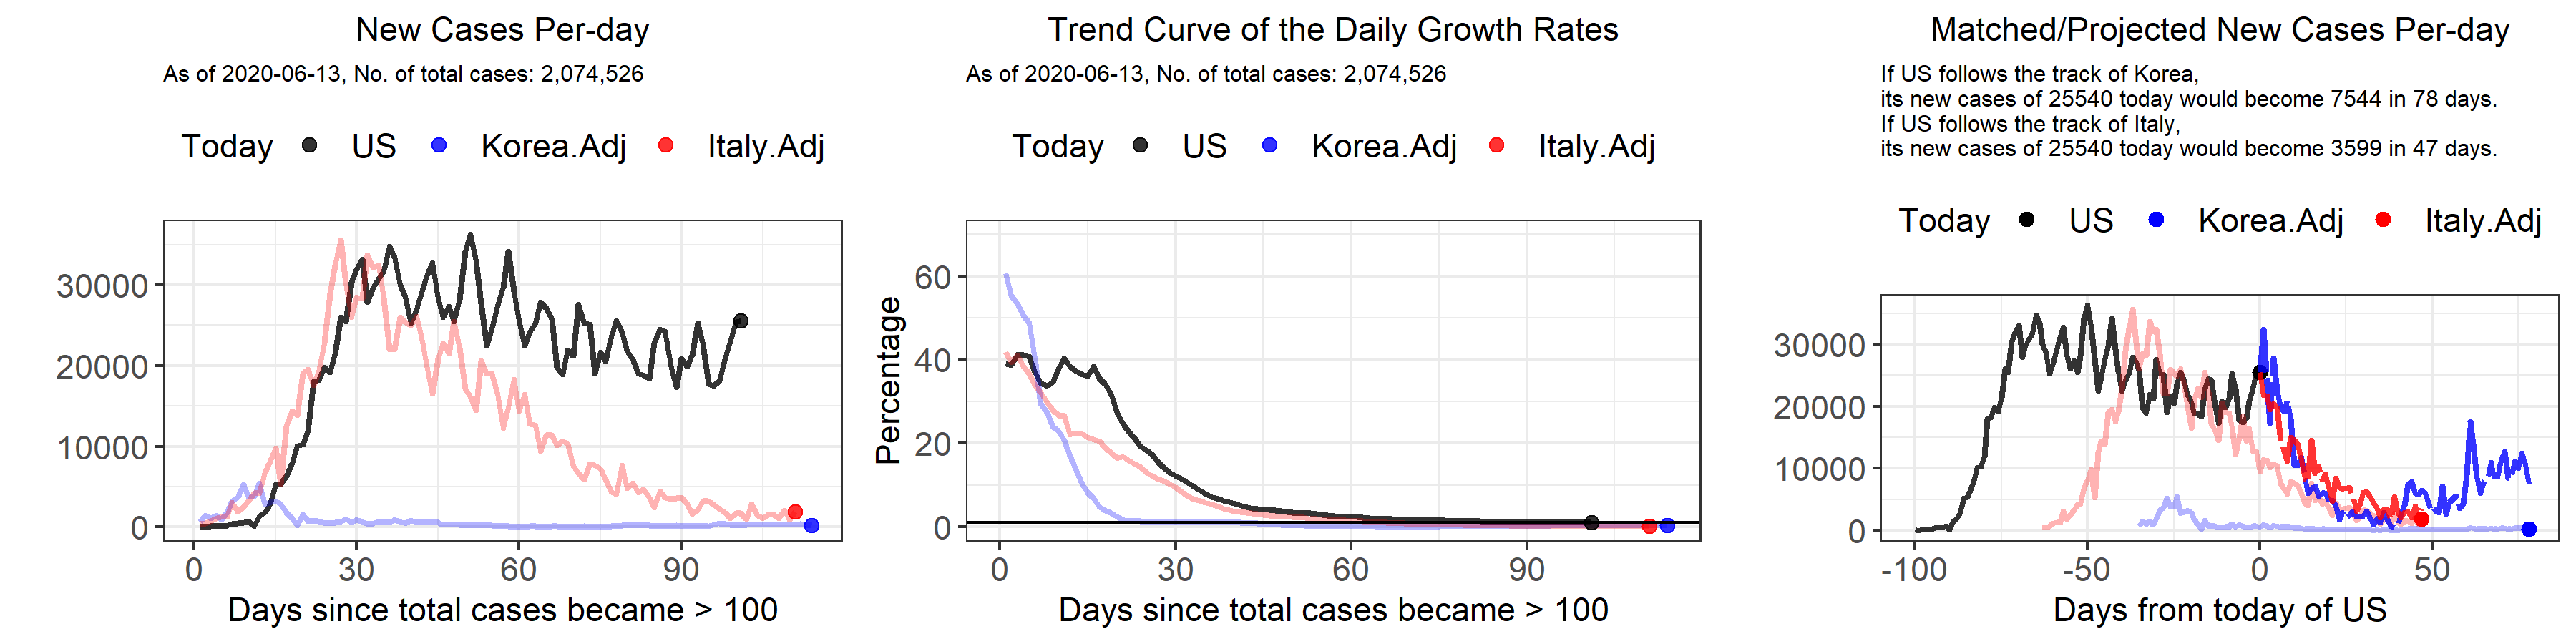 New Cases Per-day
As of 2020-06-13, No. of total cases: 2,074,526
Today US Korea.Adj Italy.Adj
30000
20000
10000
0
0 30 60 90
Days since total cases became > 100
Trend Curve of the Daily Growth Rates
As of 2020-06-13, No. of total cases: 2,074,526
Today US Korea.Adj Italy.Adj
Percentage
60
40
20
0
0 30 60 90
Days since total cases became > 100
Matched/Projected New Cases Per-day
If US follows the track of Korea,
its new cases of 25540 today would become 7544 in 78 days.
If US follows the track of Italy,
its new cases of 25540 today would become 3599 in 47 days.
Today US Korea.Adj Italy.Adj
30000
20000
10000
0
-100 -50 0 50
Days from today of US